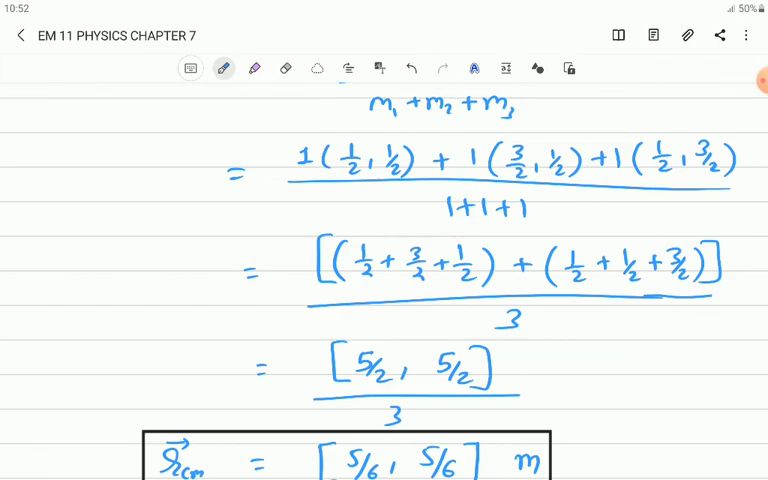 10:52 50%
EM 11 PHYSICS CHAPTER 7
m₁ + m₂ + m₃
= 1(1/2, 1/2) + 1(3/2, 1/2) + 1(1/2, 3/2)
1+1+1
= [(1/2 + 3/2 + 1/2) + (1/2 + 1/2 + 3/2)]
3
= [5/2, 5/2]
3
r⃗cm = [5/6, 5/6] m